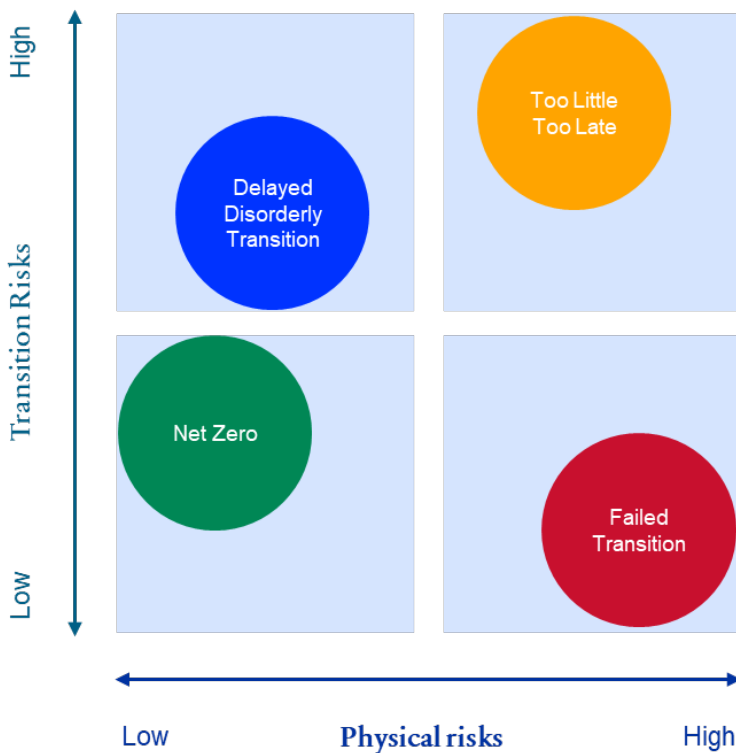 High
Too Little
Too Late
Delayed
Disorderly
Transition
Transition Risks
Net Zero
Failed
Transition
Low
Low
Physical risks
High